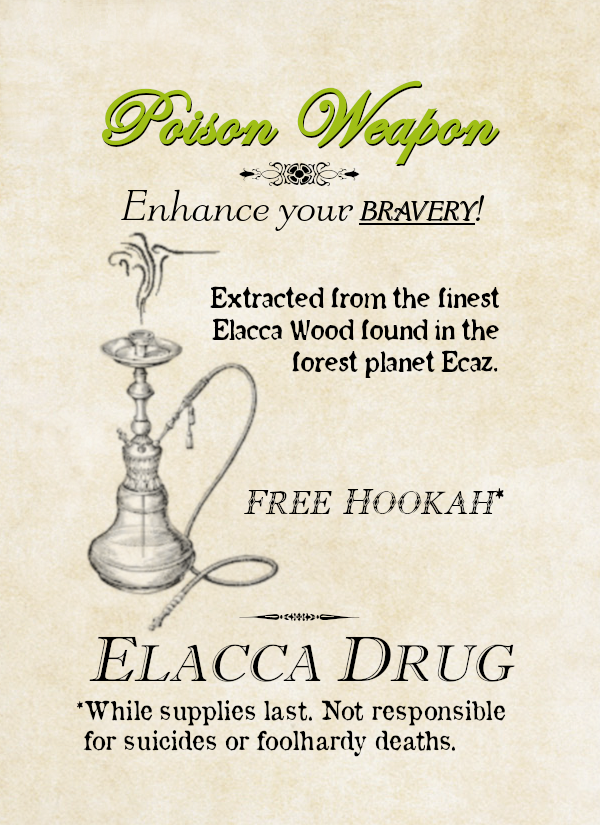 Poison Weapon
Enhance your BRAVERY!
Extracted from the finest
Elacca Wood found in the
forest planet Ecaz.
FREE HOOKAH*
ELACCA DRUG
*While supplies last. Not responsible
for suicides or foolhardy deaths.